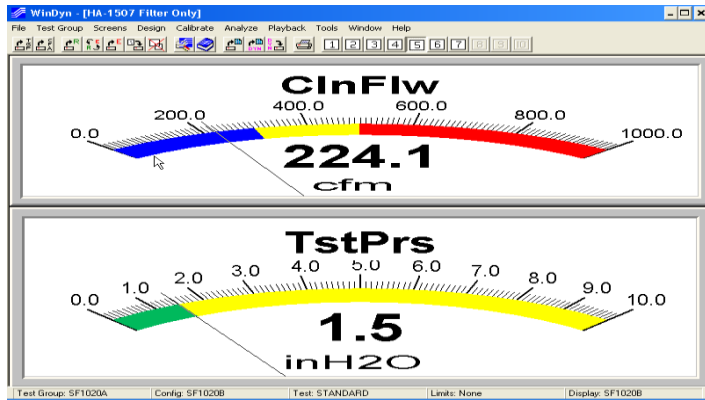 WinDyn - [HA-1507 Filter Only]
File Test Group Screens Design Calibrate Analyze Playback Tools Window Help
1 2 3 4 5 6 7 8 9 10
ClnFlw
0.0 200.0 400.0 600.0 800.0 1000.0
224.1
cfm
TstPrs
0.0 1.0 2.0 3.0 4.0 5.0 6.0 7.0 8.0 9.0 10.0
1.5
inH2O
Test Group: SF1020A Config: SF1020B Test: STANDARD Limits: None Display: SF1020B